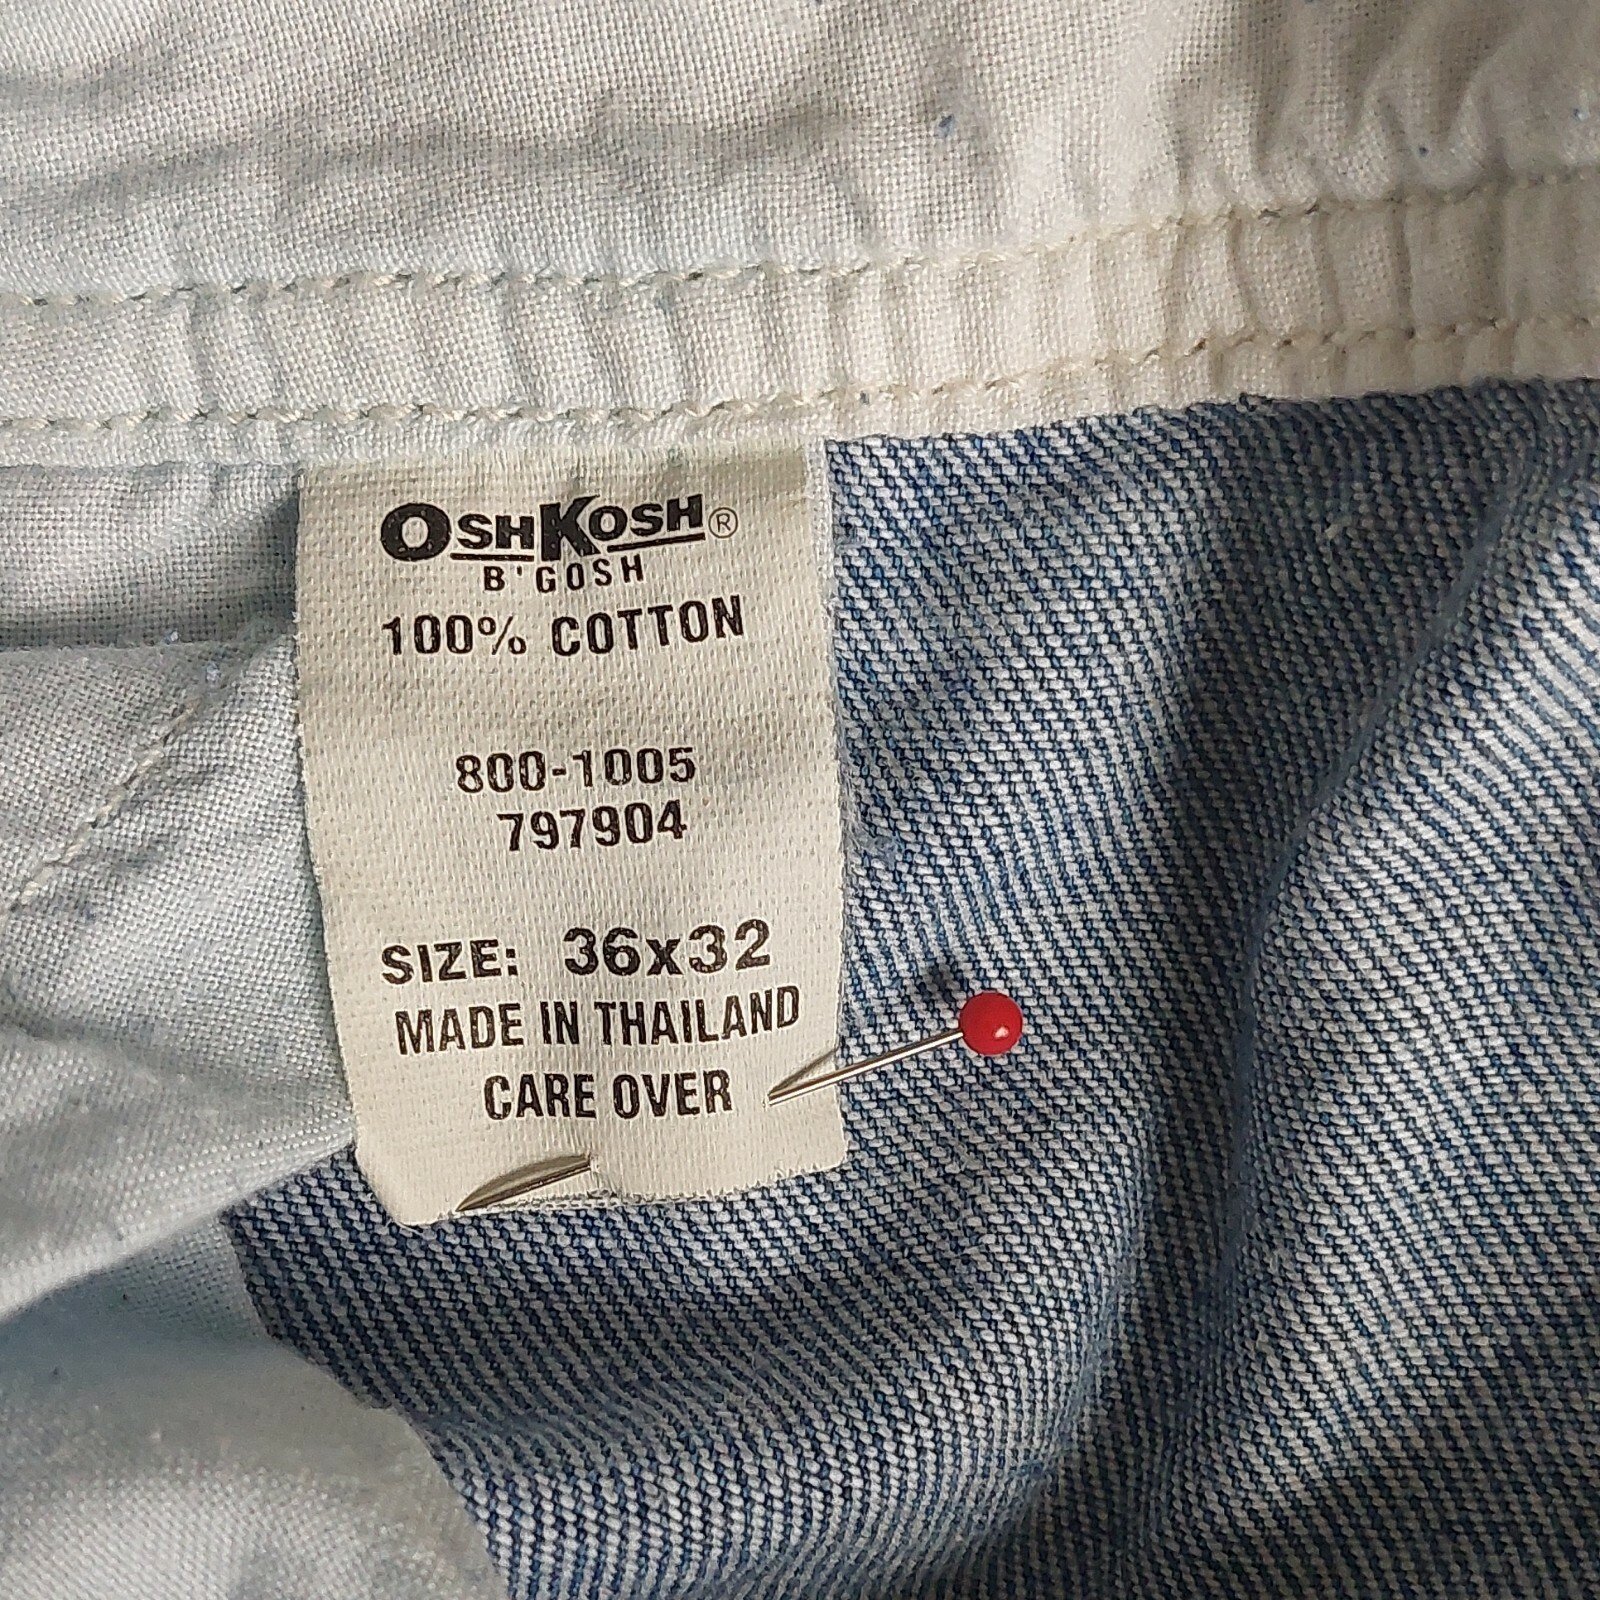 OSHKOSH®
B'GOSH
100% COTTON
800-1005
797904
SIZE: 36x32
MADE IN THAILAND
CARE OVER